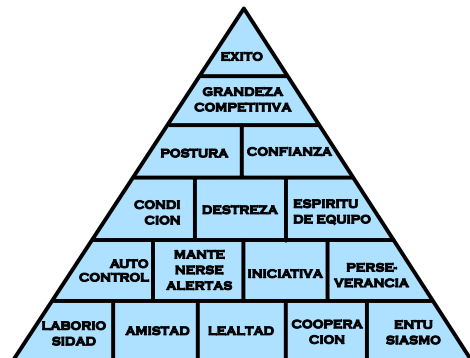 EXITO
GRANDEZA
COMPETITIVA
POSTURA
CONFIANZA
CONDI
CION
DESTREZA
ESPIRITU
DE EQUIPO
AUTO
CONTROL
MANTE
NERSE
ALERTAS
INICIATIVA
PERSE-
VERANCIA
LABORIO
SIDAD
AMISTAD
LEALTAD
COOPERA
CION
ENTU
SIASMO